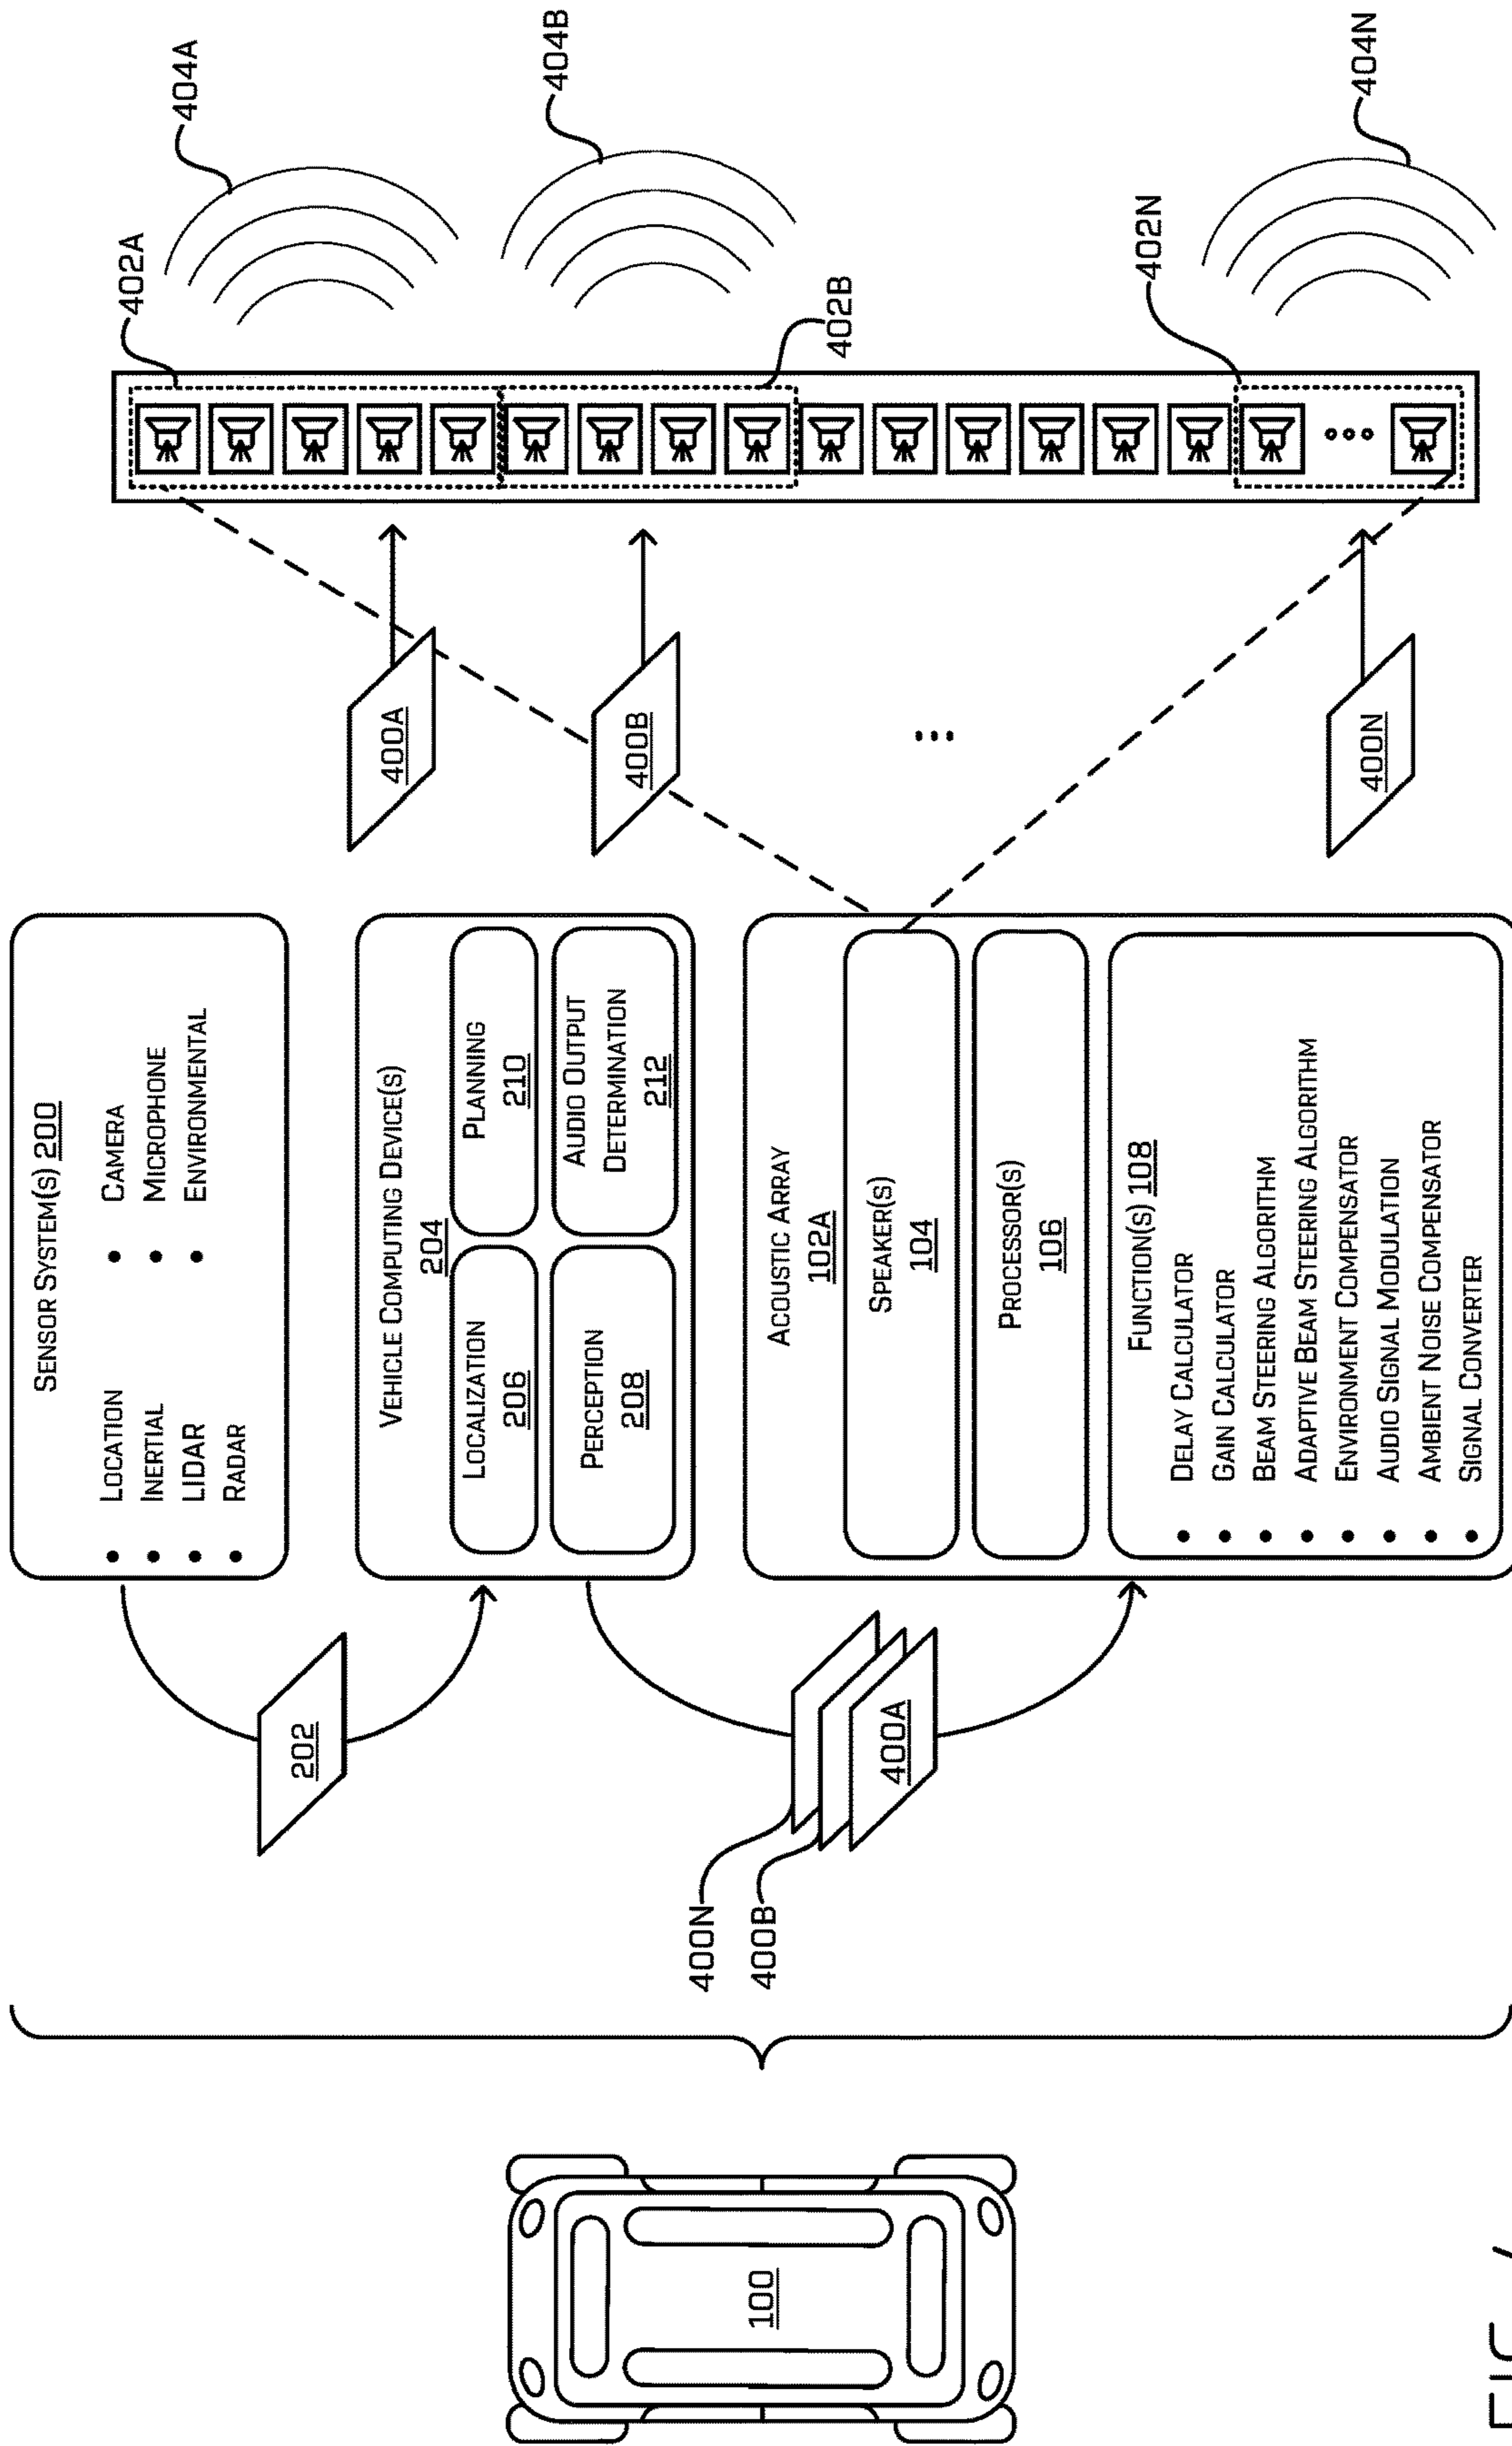 100
SENSOR SYSTEM(S) 200
• LOCATION
• INERTIAL
• LIDAR
• RADAR
• CAMERA
• MICROPHONE
• ENVIRONMENTAL
202
VEHICLE COMPUTING DEVICE(S)
204
LOCALIZATION
206
PLANNING
210
PERCEPTION
208
AUDIO OUTPUT
DETERMINATION
212
400N
400B
400A
ACOUSTIC ARRAY
102A
SPEAKER(S)
104
PROCESSOR(S)
106
FUNCTION(S) 108
• DELAY CALCULATOR
• GAIN CALCULATOR
• BEAM STEERING ALGORITHM
• ADAPTIVE BEAM STEERING ALGORITHM
• ENVIRONMENT COMPENSATOR
• AUDIO SIGNAL MODULATION
• AMBIENT NOISE COMPENSATOR
• SIGNAL CONVERTER
400A
400B
400N
402A
402B
402N
404A
404B
404N